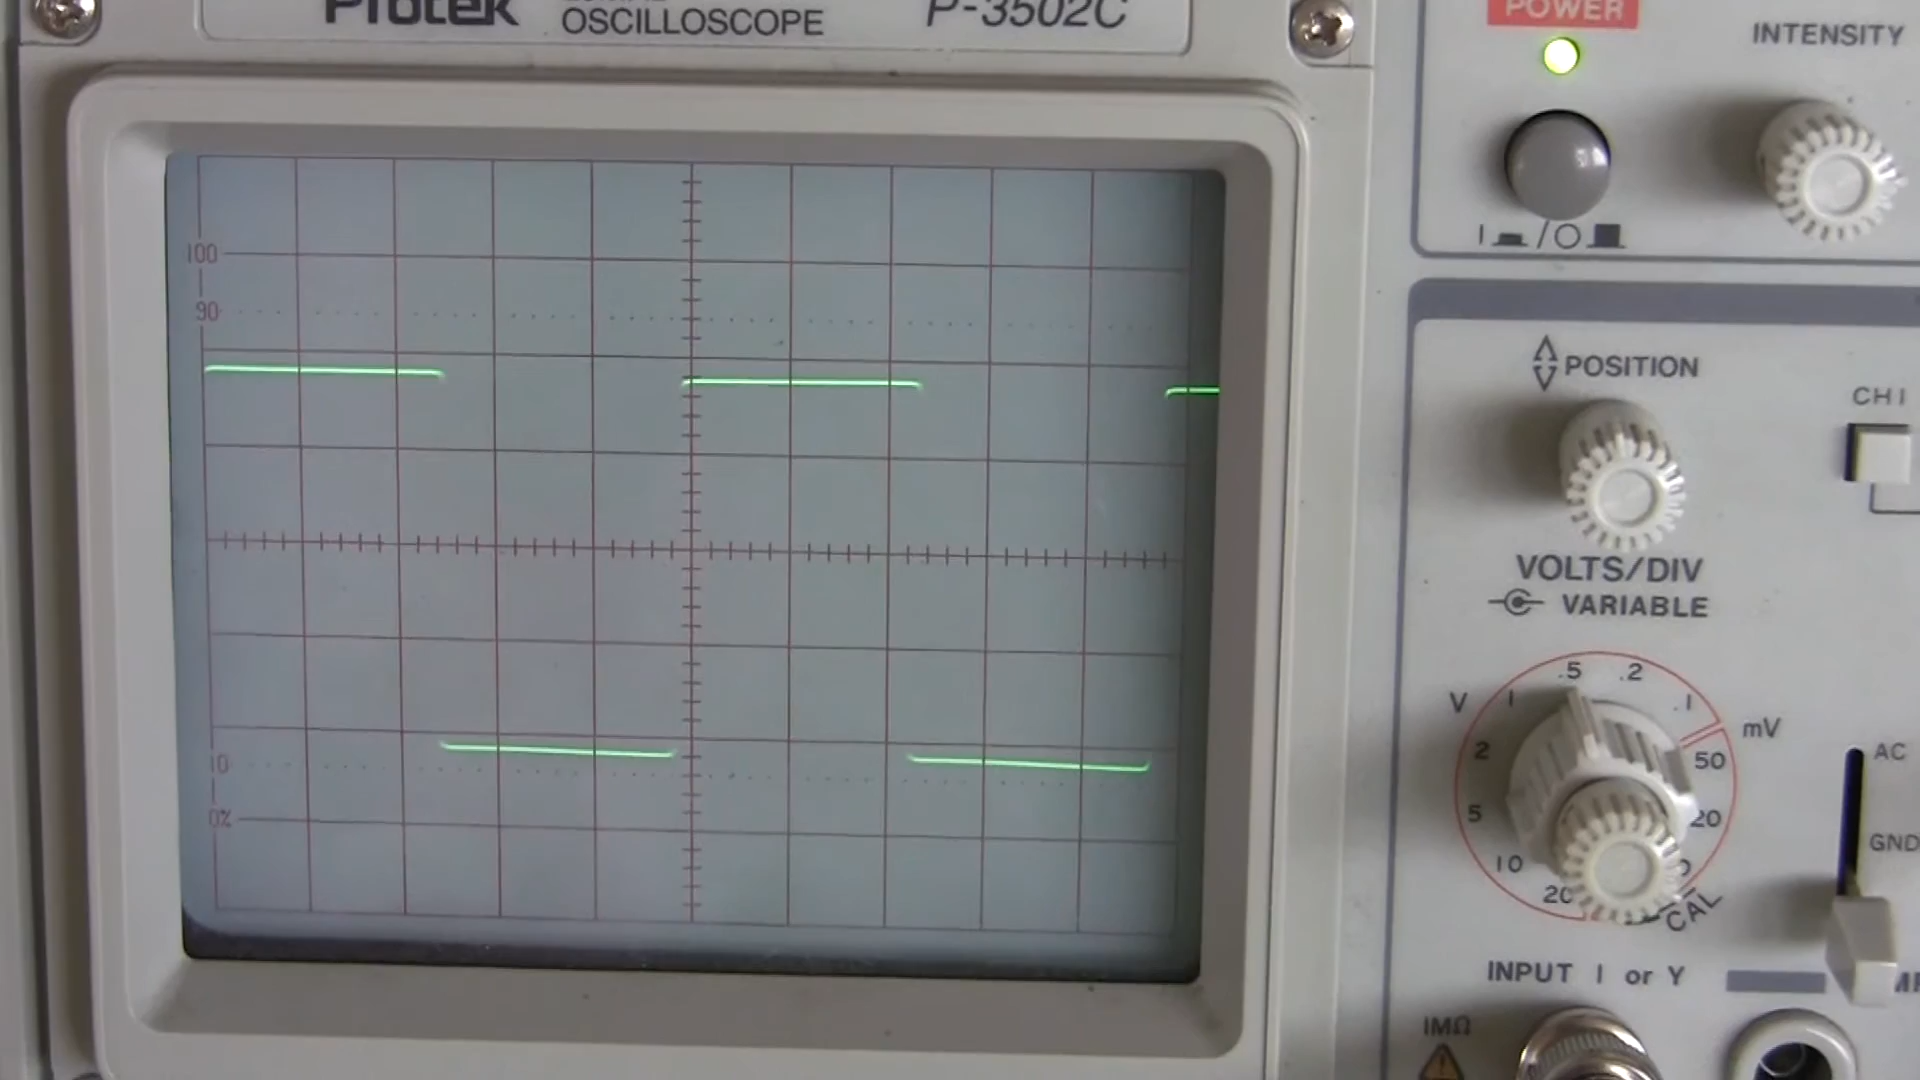 Protek
OSCILLOSCOPE
P-3502C
POWER
INTENSITY
I / O
100
90
10
0%
POSITION
CH I
VOLTS/DIV
VARIABLE
.5 .2
V 1 .1 mV
2 50
5 20
10
20
CAL
AC
GND
INPUT I or Y
IMΩ